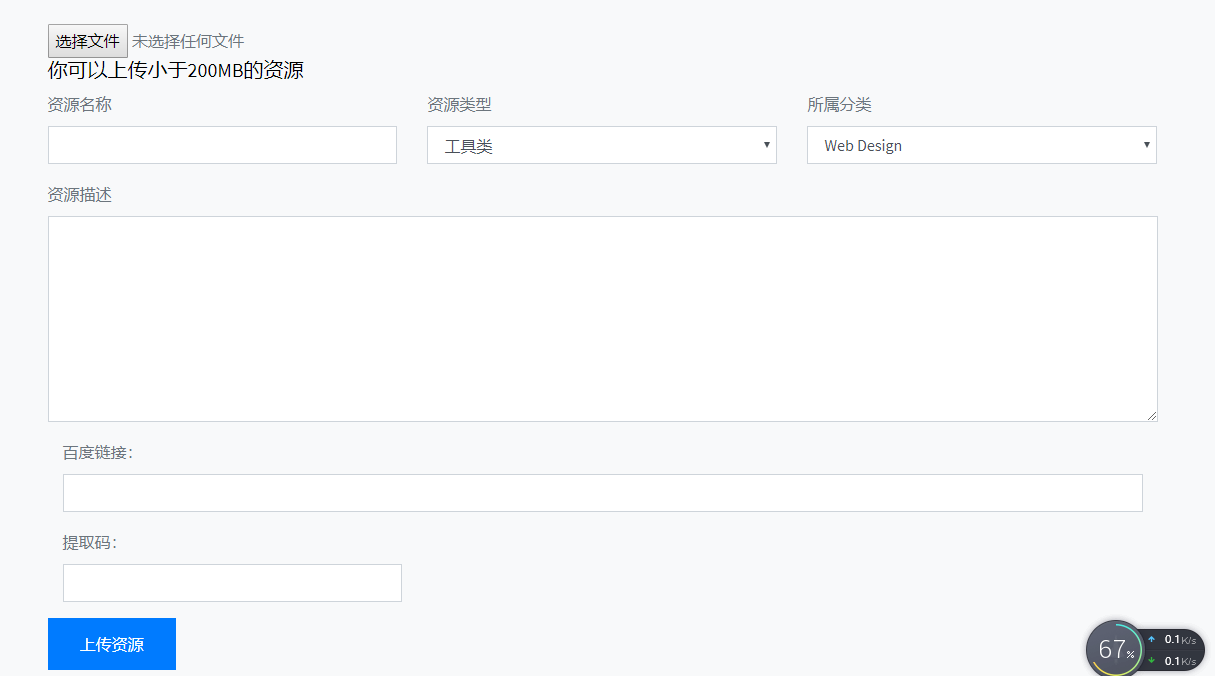 选择文件 未选择任何文件
你可以上传小于200MB的资源
资源名称 资源类型 所属分类
工具类 Web Design
资源描述
百度链接：
提取码：
上传资源
67% 0.1K/s
0.1K/s